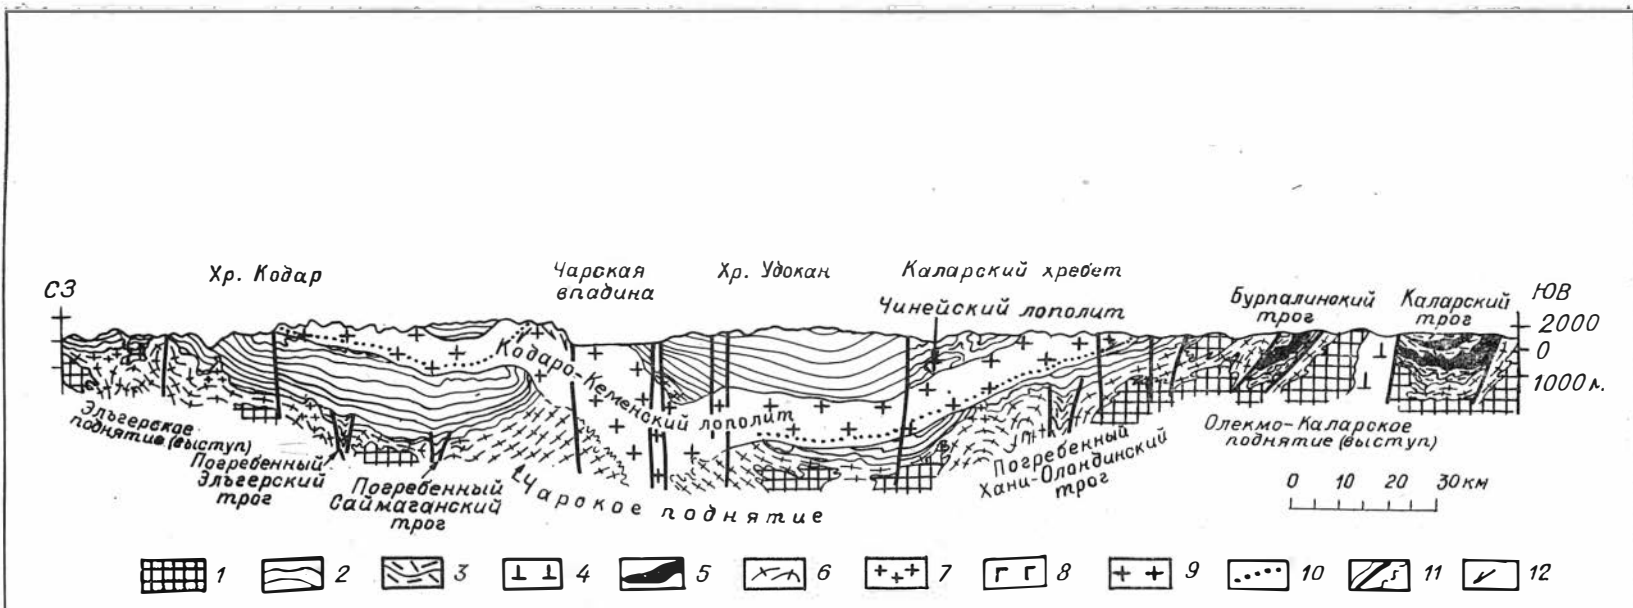 Хр. Кодар
Чарская
впадина
Хр. Удокан
Каларский хребет
СЗ
Чинейский лополит
Бурпалинский
трог
Каларский
трог
ЮВ
2000
0
1000 м.
Кодаро-Кеменский лополит
Эльгерское
поднятие (выступ)
Погребенный
Эльгерский
трог
Погребенный
Саймаганский
трог
Чарское поднятие
Погребенный
Хани-Олондинский
трог
Олекмо-Каларское
поднятие (выступ)
0 10 20 30 км
1 2 3 4 5 6 7 8 9 10 11 12